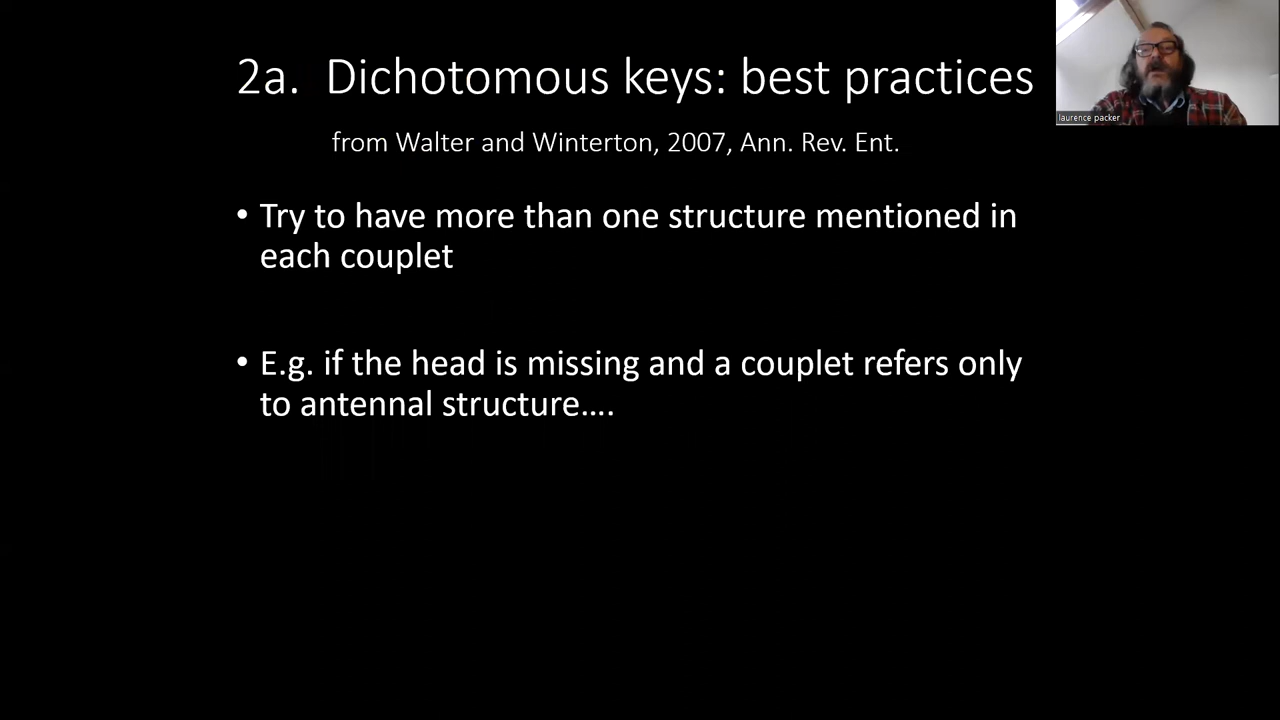 2a. Dichotomous keys: best practices
from Walter and Winterton, 2007, Ann. Rev. Ent.
• Try to have more than one structure mentioned in
each couplet
• E.g. if the head is missing and a couplet refers only
to antennal structure….
laurence packer